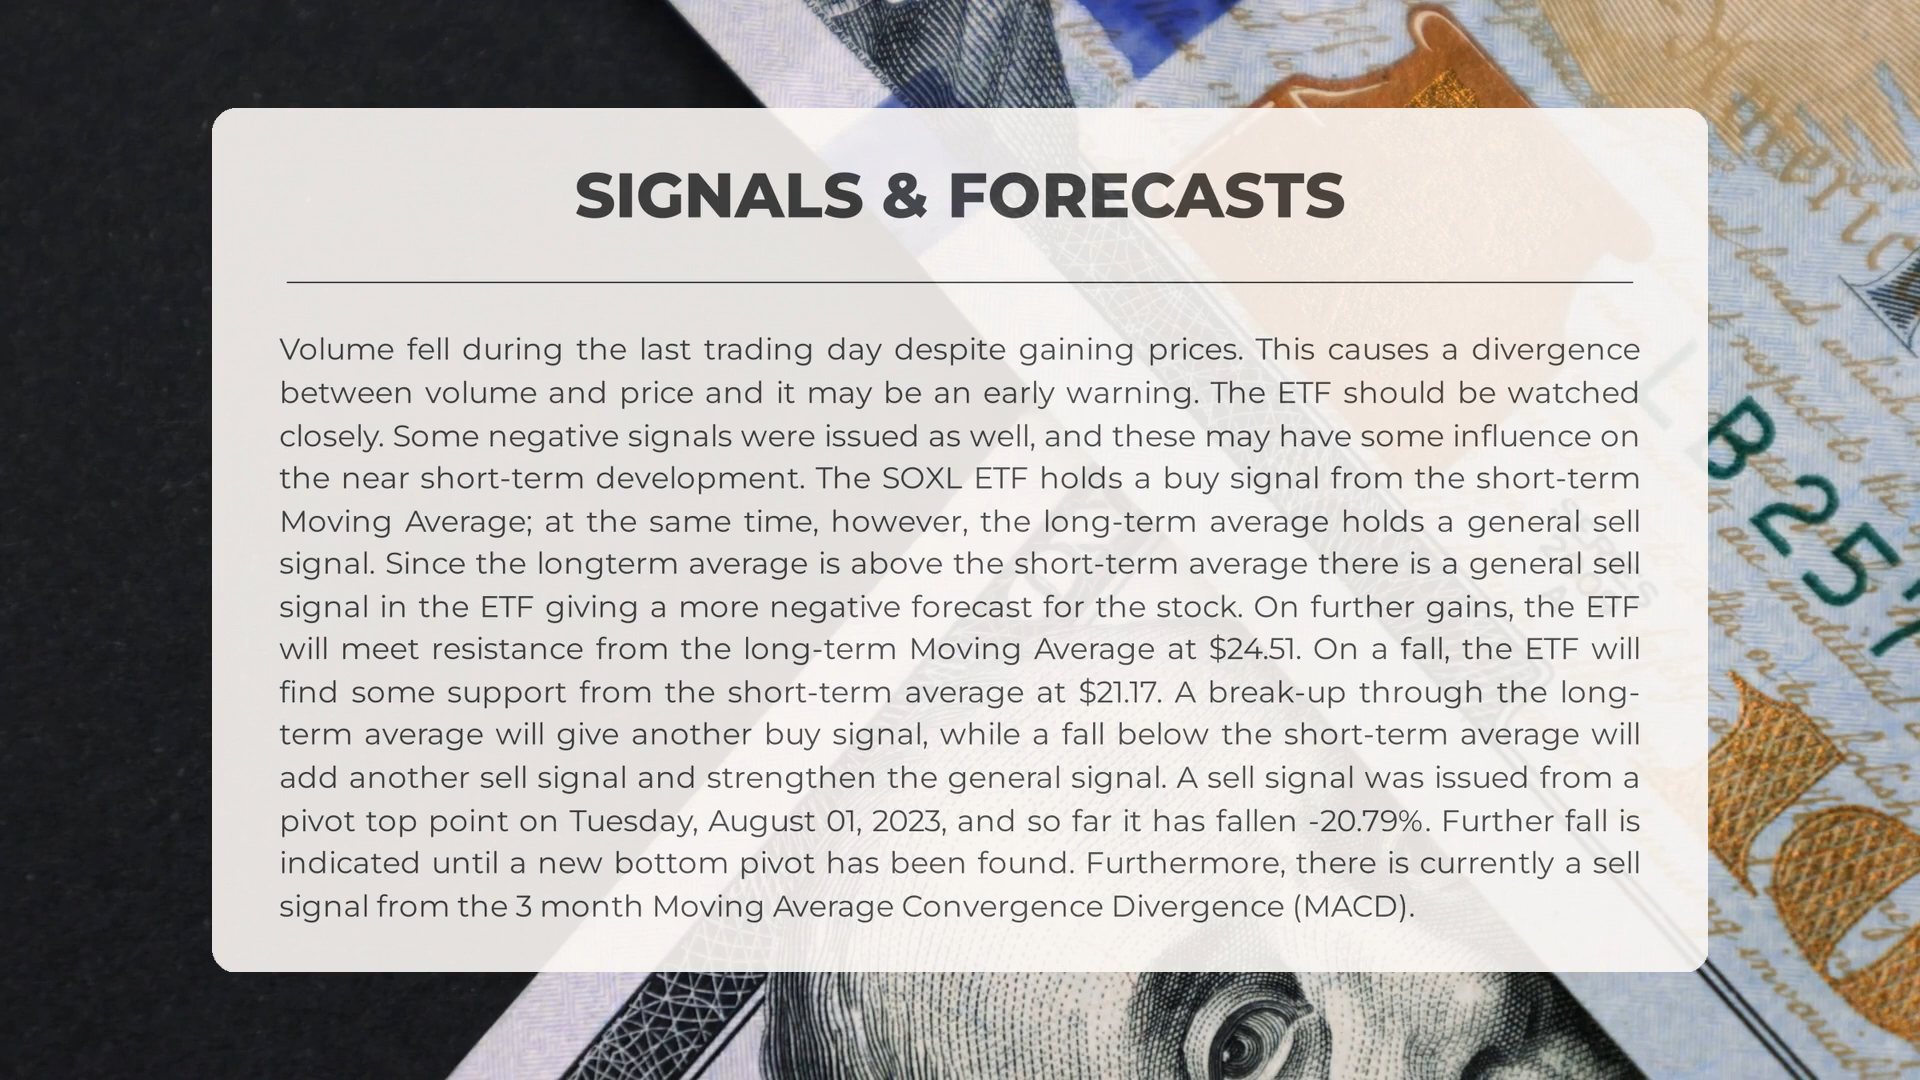 SIGNALS & FORECASTS
Volume fell during the last trading day despite gaining prices. This causes a divergence
between volume and price and it may be an early warning. The ETF should be watched
closely. Some negative signals were issued as well, and these may have some influence on
the near short-term development. The SOXL ETF holds a buy signal from the short-term
Moving Average; at the same time, however, the long-term average holds a general sell
signal. Since the longterm average is above the short-term average there is a general sell
signal in the ETF giving a more negative forecast for the stock. On further gains, the ETF
will meet resistance from the long-term Moving Average at $24.51. On a fall, the ETF will
find some support from the short-term average at $21.17. A break-up through the long-
term average will give another buy signal, while a fall below the short-term average will
add another sell signal and strengthen the general signal. A sell signal was issued from a
pivot top point on Tuesday, August 01, 2023, and so far it has fallen -20.79%. Further fall is
indicated until a new bottom pivot has been found. Furthermore, there is currently a sell
signal from the 3 month Moving Average Convergence Divergence (MACD).
LB257